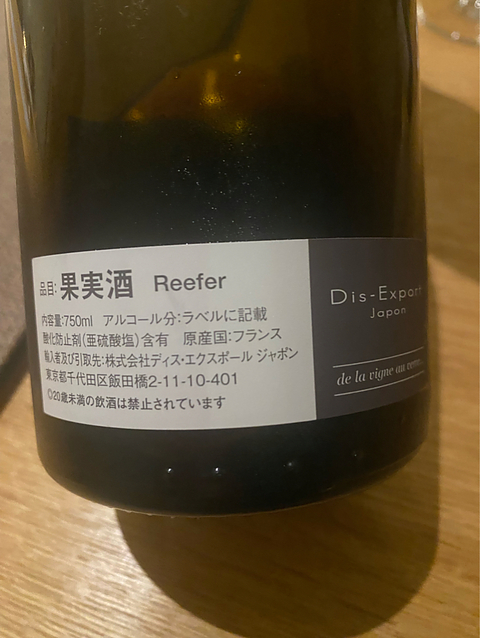 品目:果実酒 Reefer
内容量:750ml アルコール分:ラベルに記載
酸化防止剤(亜硫酸塩)含有 原産国:フランス
輸入者及び引取先:株式会社ディス・エクスポール ジャポン
東京都千代田区飯田橋2-11-10-401
◎20歳未満の飲酒は禁止されています
Dis-Export
Japon
de la vigne au verre